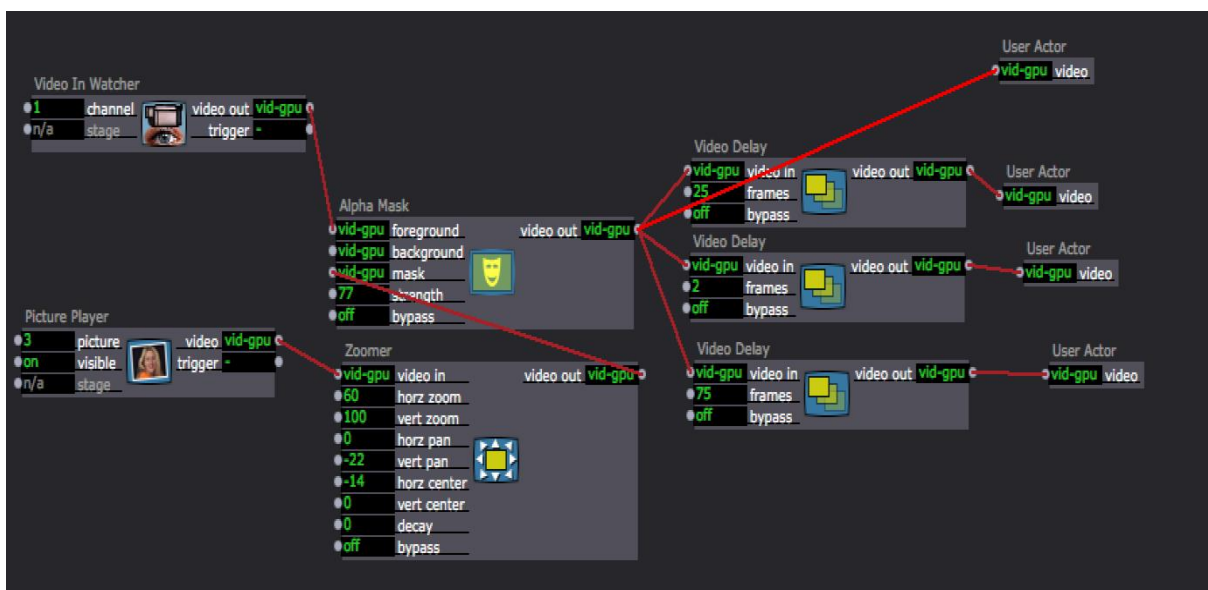 User Actor
vid-gpu video
Video In Watcher
1 channel video out vid-gpu
n/a stage trigger -
Video Delay
vid-gpu video in video out vid-gpu
25 frames
off bypass
User Actor
vid-gpu video
Alpha Mask
vid-gpu foreground video out vid-gpu
vid-gpu background
vid-gpu mask
77 strength
off bypass
Video Delay
vid-gpu video in video out vid-gpu
2 frames
off bypass
User Actor
vid-gpu video
Picture Player
3 picture video vid-gpu
on visible trigger -
n/a stage
Zoomer
vid-gpu video in video out vid-gpu
60 horz zoom
100 vert zoom
0 horz pan
-22 vert pan
-14 horz center
0 vert center
0 decay
off bypass
Video Delay
vid-gpu video in video out vid-gpu
75 frames
off bypass
User Actor
vid-gpu video